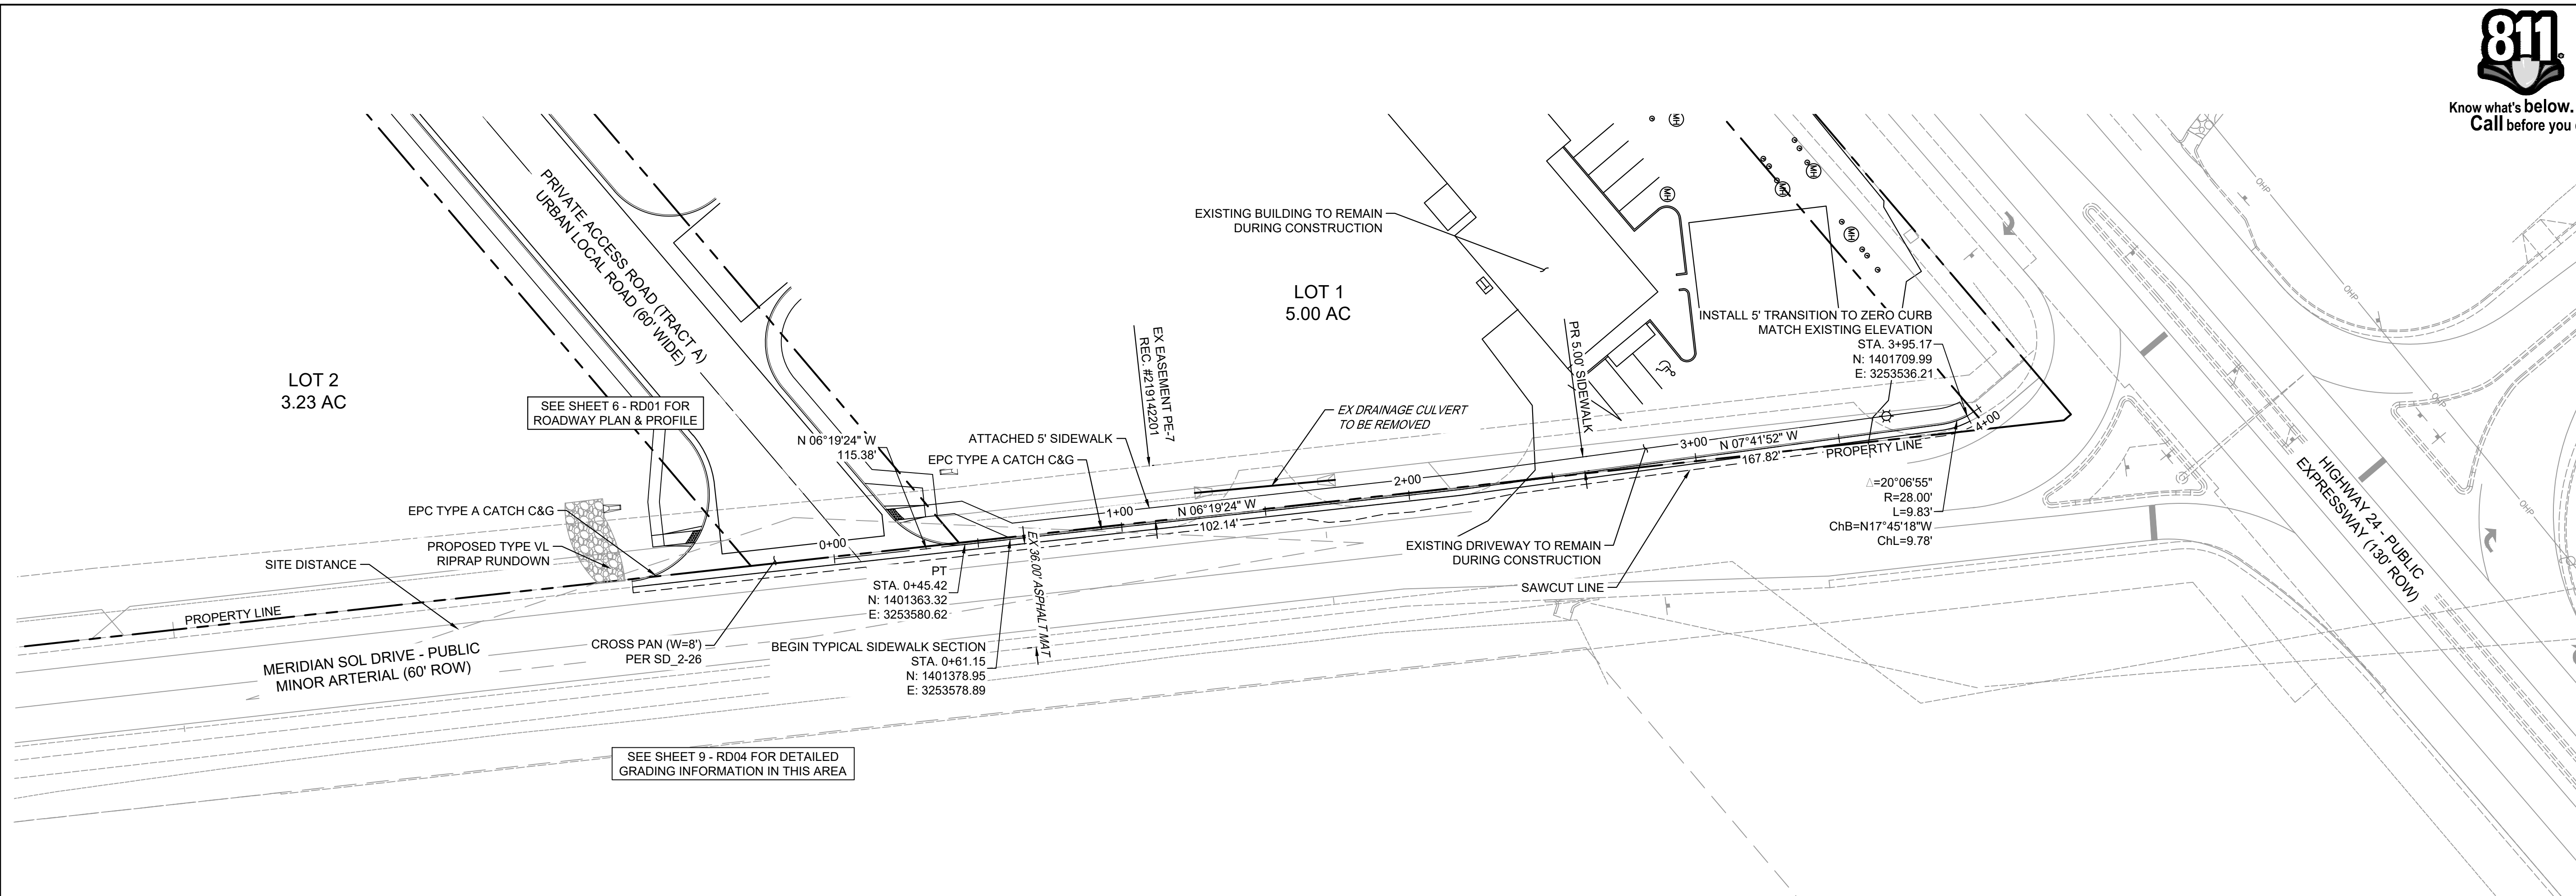 811
Know what's below.
Call before you
MH
MH
MH
MH
MH
OHP
OHP
OHP
OHP
PRIVATE ACCESS ROAD (TRACT A)
URBAN LOCAL ROAD (60' WIDE)
EXISTING BUILDING TO REMAIN
DURING CONSTRUCTION
LOT 1
5.00 AC
INSTALL 5' TRANSITION TO ZERO CURB
MATCH EXISTING ELEVATION
STA. 3+95.17
N: 1401709.99
E: 3253536.21
EX EASEMENT PE-7
REC. #219142201
PR 5.00' SIDEWALK
LOT 2
3.23 AC
SEE SHEET 6 - RD01 FOR
ROADWAY PLAN & PROFILE
EX DRAINAGE CULVERT
TO BE REMOVED
N 06°19'24" W
115.38'
ATTACHED 5' SIDEWALK
EPC TYPE A CATCH C&G
4+00
3+00
N 07°41'52" W
167.82'
PROPERTY LINE
2+00
1+00
N 06°19'24" W
102.14'
0+00
△=20°06'55"
R=28.00'
L=9.83'
ChB=N17°45'18"W
ChL=9.78'
HIGHWAY 24 - PUBLIC
EXPRESSWAY (130' ROW)
EPC TYPE A CATCH C&G
PROPOSED TYPE VL
RIPRAP RUNDOWN
SITE DISTANCE
EXISTING DRIVEWAY TO REMAIN
DURING CONSTRUCTION
SAWCUT LINE
EX 36.00' ASPHALT MAT
PT
STA. 0+45.42
N: 1401363.32
E: 3253580.62
PROPERTY LINE
CROSS PAN (W=8')
PER SD_2-26
BEGIN TYPICAL SIDEWALK SECTION
STA. 0+61.15
N: 1401378.95
E: 3253578.89
MERIDIAN SOL DRIVE - PUBLIC
MINOR ARTERIAL (60' ROW)
SEE SHEET 9 - RD04 FOR DETAILED
GRADING INFORMATION IN THIS AREA